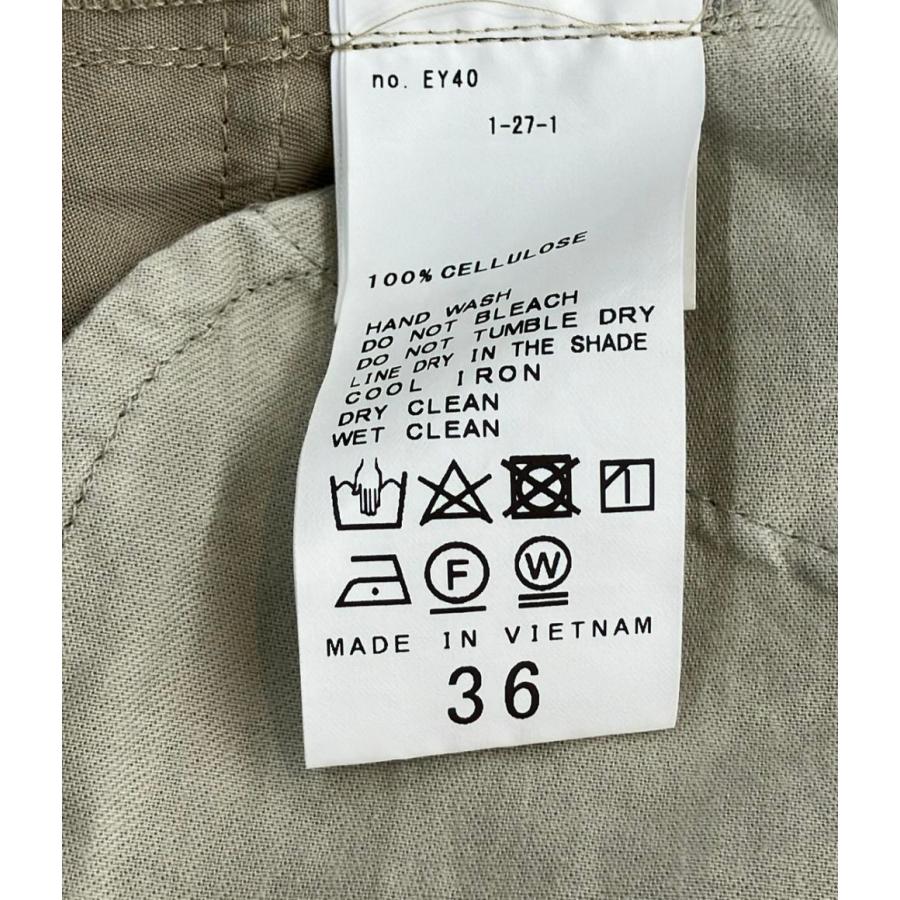 no. EY40
1-27-1
100% CELLULOSE
HAND WASH
DO NOT BLEACH
DO NOT TUMBLE DRY
LINE DRY IN THE SHADE
COOL IRON
DRY CLEAN
WET CLEAN
F
W
MADE IN VIETNAM
36